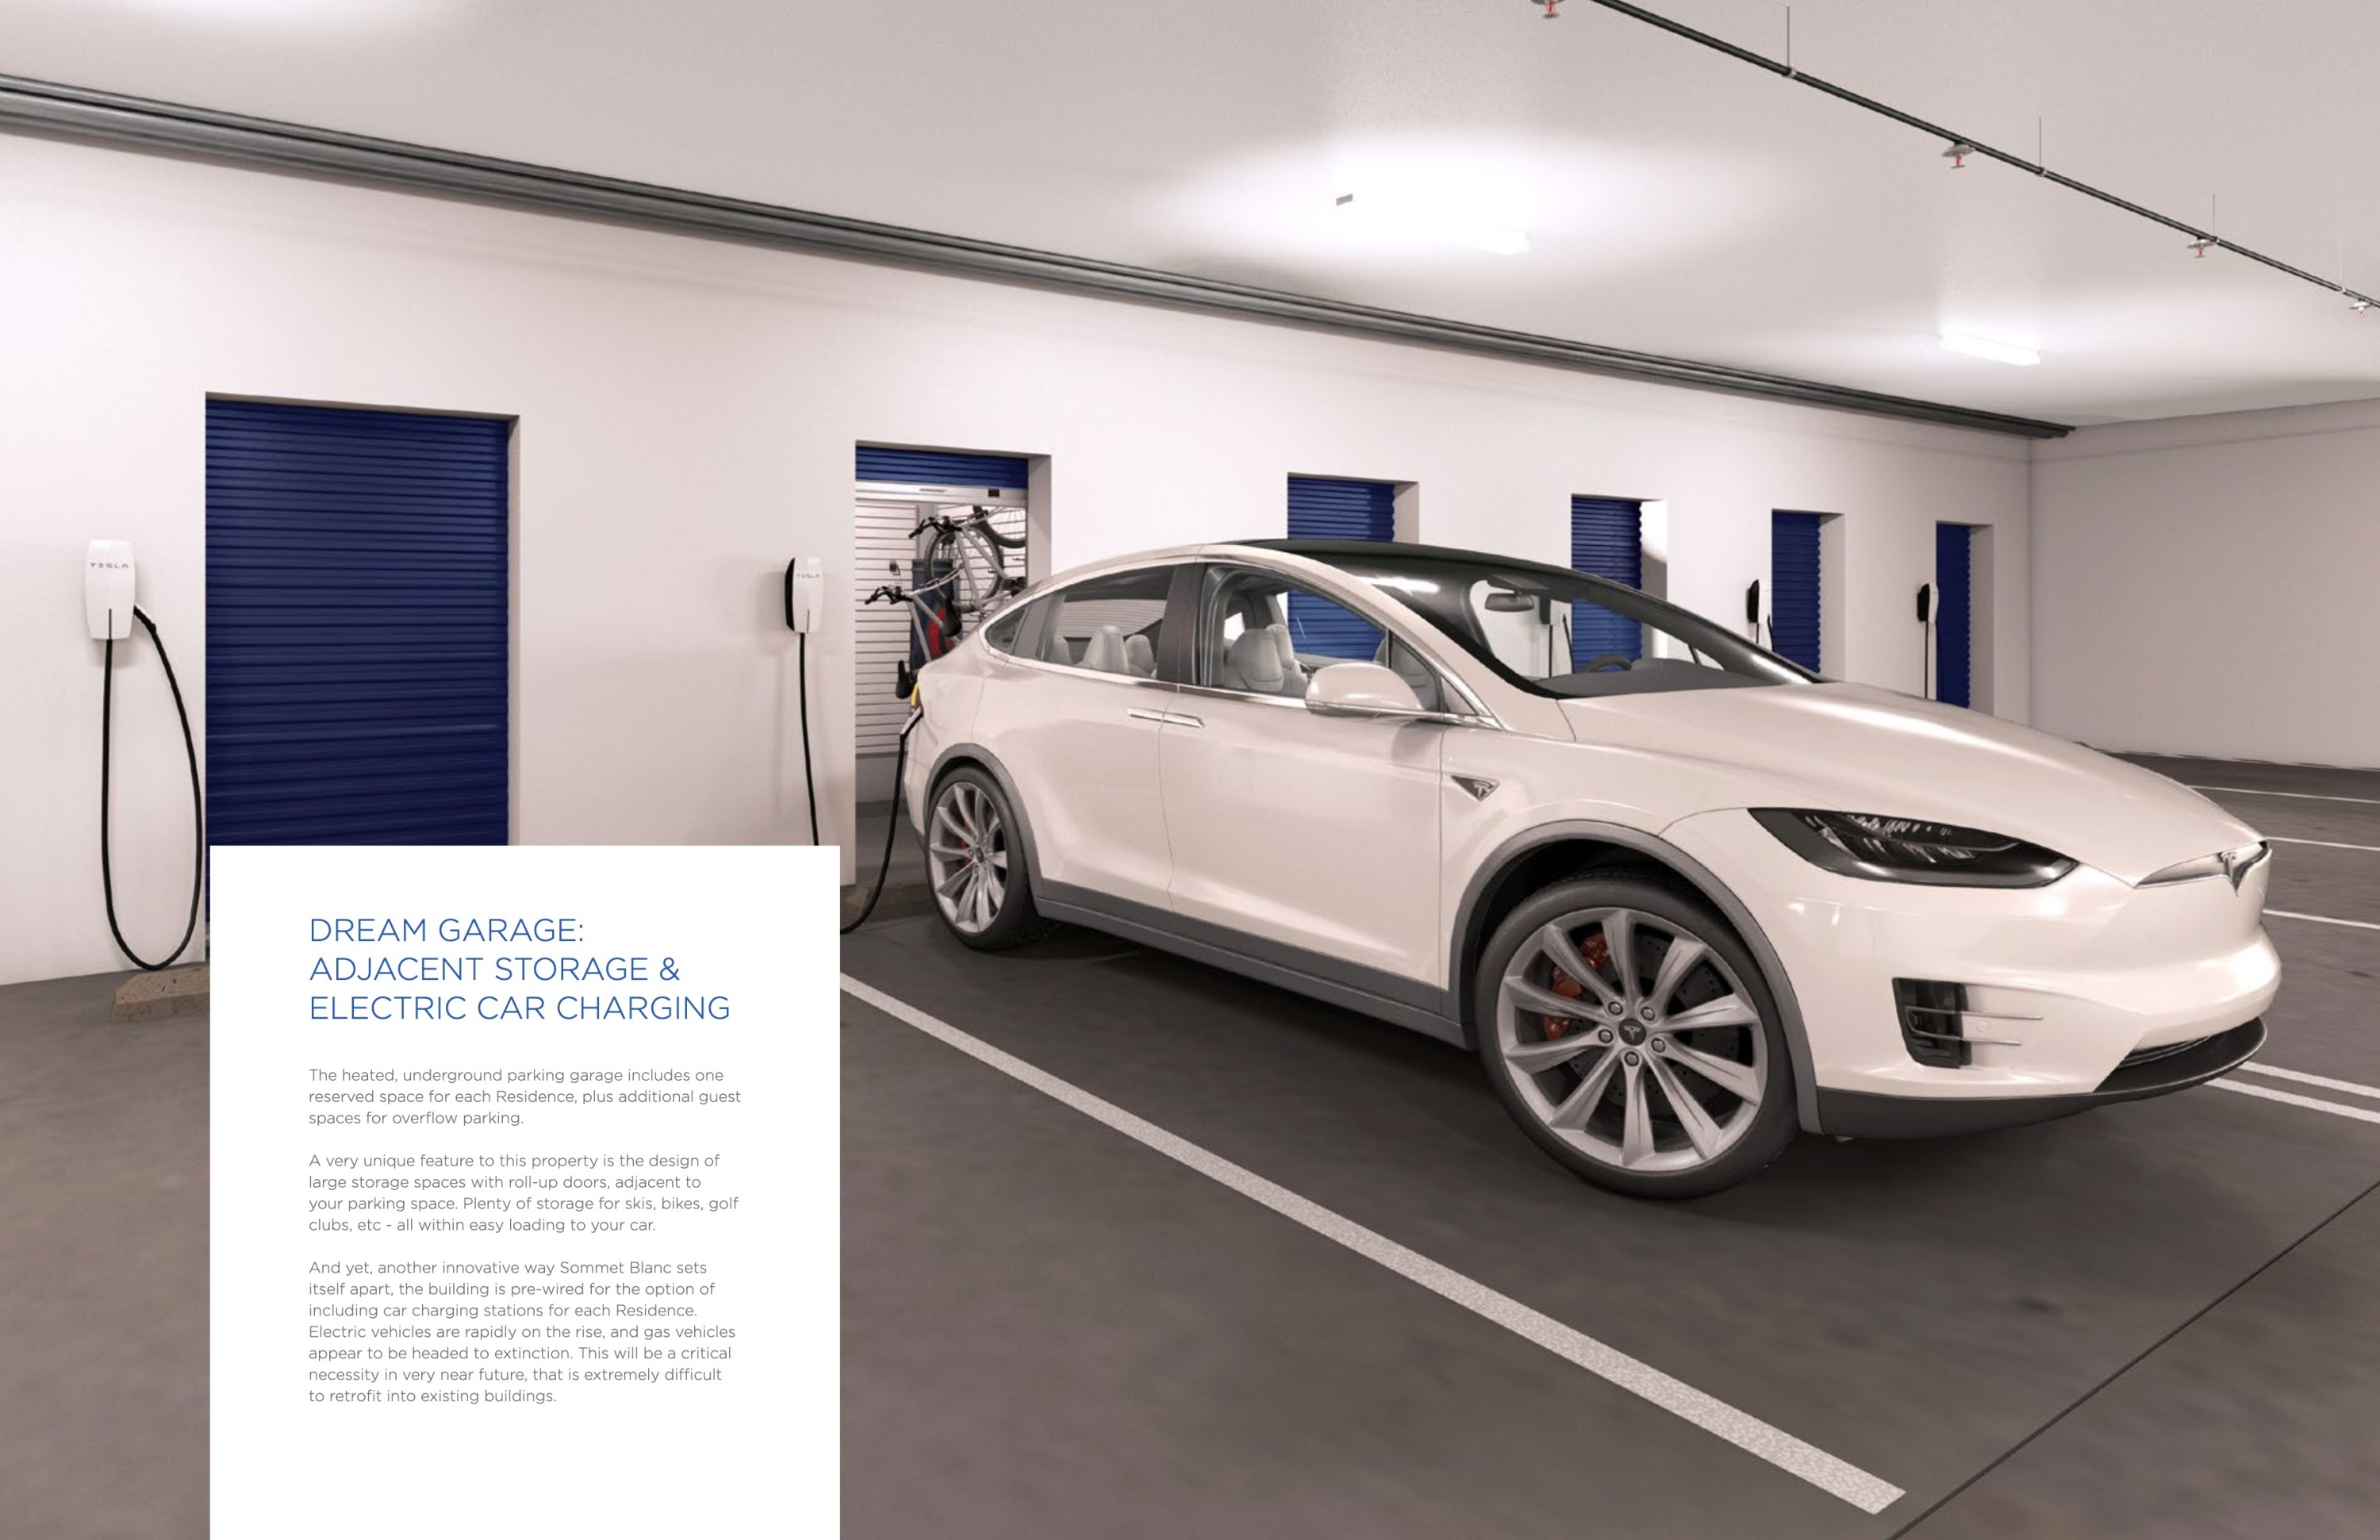 TESLA
TESLA
DREAM GARAGE:
ADJACENT STORAGE &
ELECTRIC CAR CHARGING
The heated, underground parking garage includes one
reserved space for each Residence, plus additional guest
spaces for overflow parking.
A very unique feature to this property is the design of
large storage spaces with roll-up doors, adjacent to
your parking space. Plenty of storage for skis, bikes, golf
clubs, etc - all within easy loading to your car.
And yet, another innovative way Sommet Blanc sets
itself apart, the building is pre-wired for the option of
including car charging stations for each Residence.
Electric vehicles are rapidly on the rise, and gas vehicles
appear to be headed to extinction. This will be a critical
necessity in very near future, that is extremely difficult
to retrofit into existing buildings.